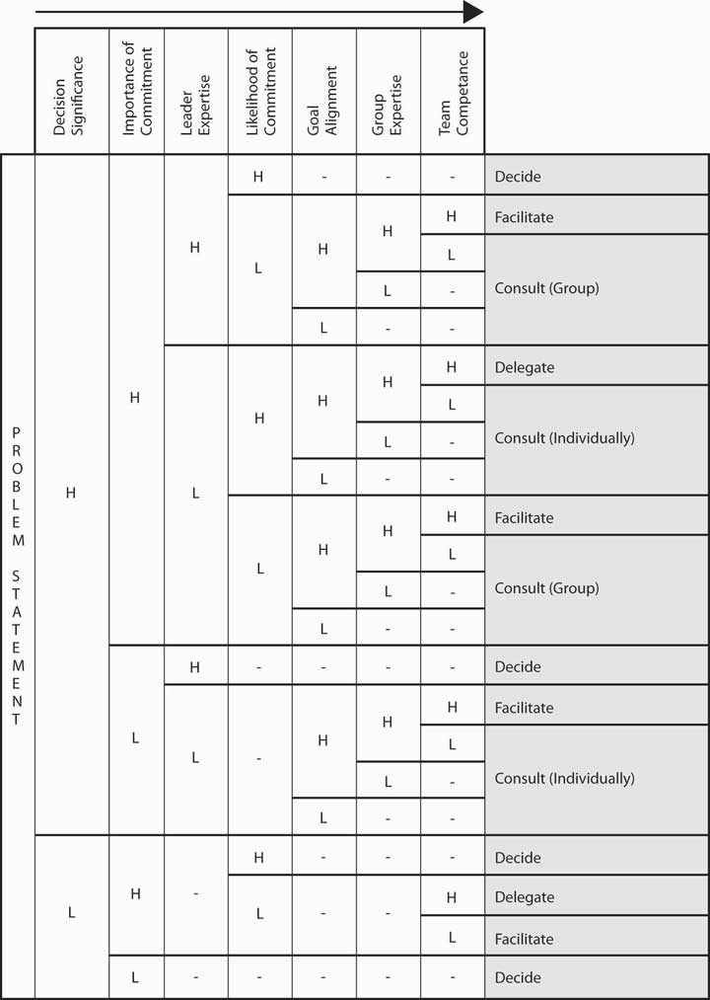 Decision
Significance
Importance of
Commitment
Leader
Expertise
Likelihood of
Commitment
Goal
Alignment
Group
Expertise
Team
Competance
PROBLEM STATEMENT
H - - - Decide
H Facilitate
H
H
H
L
L
L - Consult (Group)
L - -
H Delegate
H
H
H
H
L
L - Consult (Individually)
L - -
H
L
H Facilitate
H
H
L
L
L - Consult (Group)
L - -
H - - - - Decide
H Facilitate
H
H
L
L
L -
L - Consult (Individually)
L - -
H - - - Decide
H -
H Delegate
L
L - -
L Facilitate
L - - - - - Decide